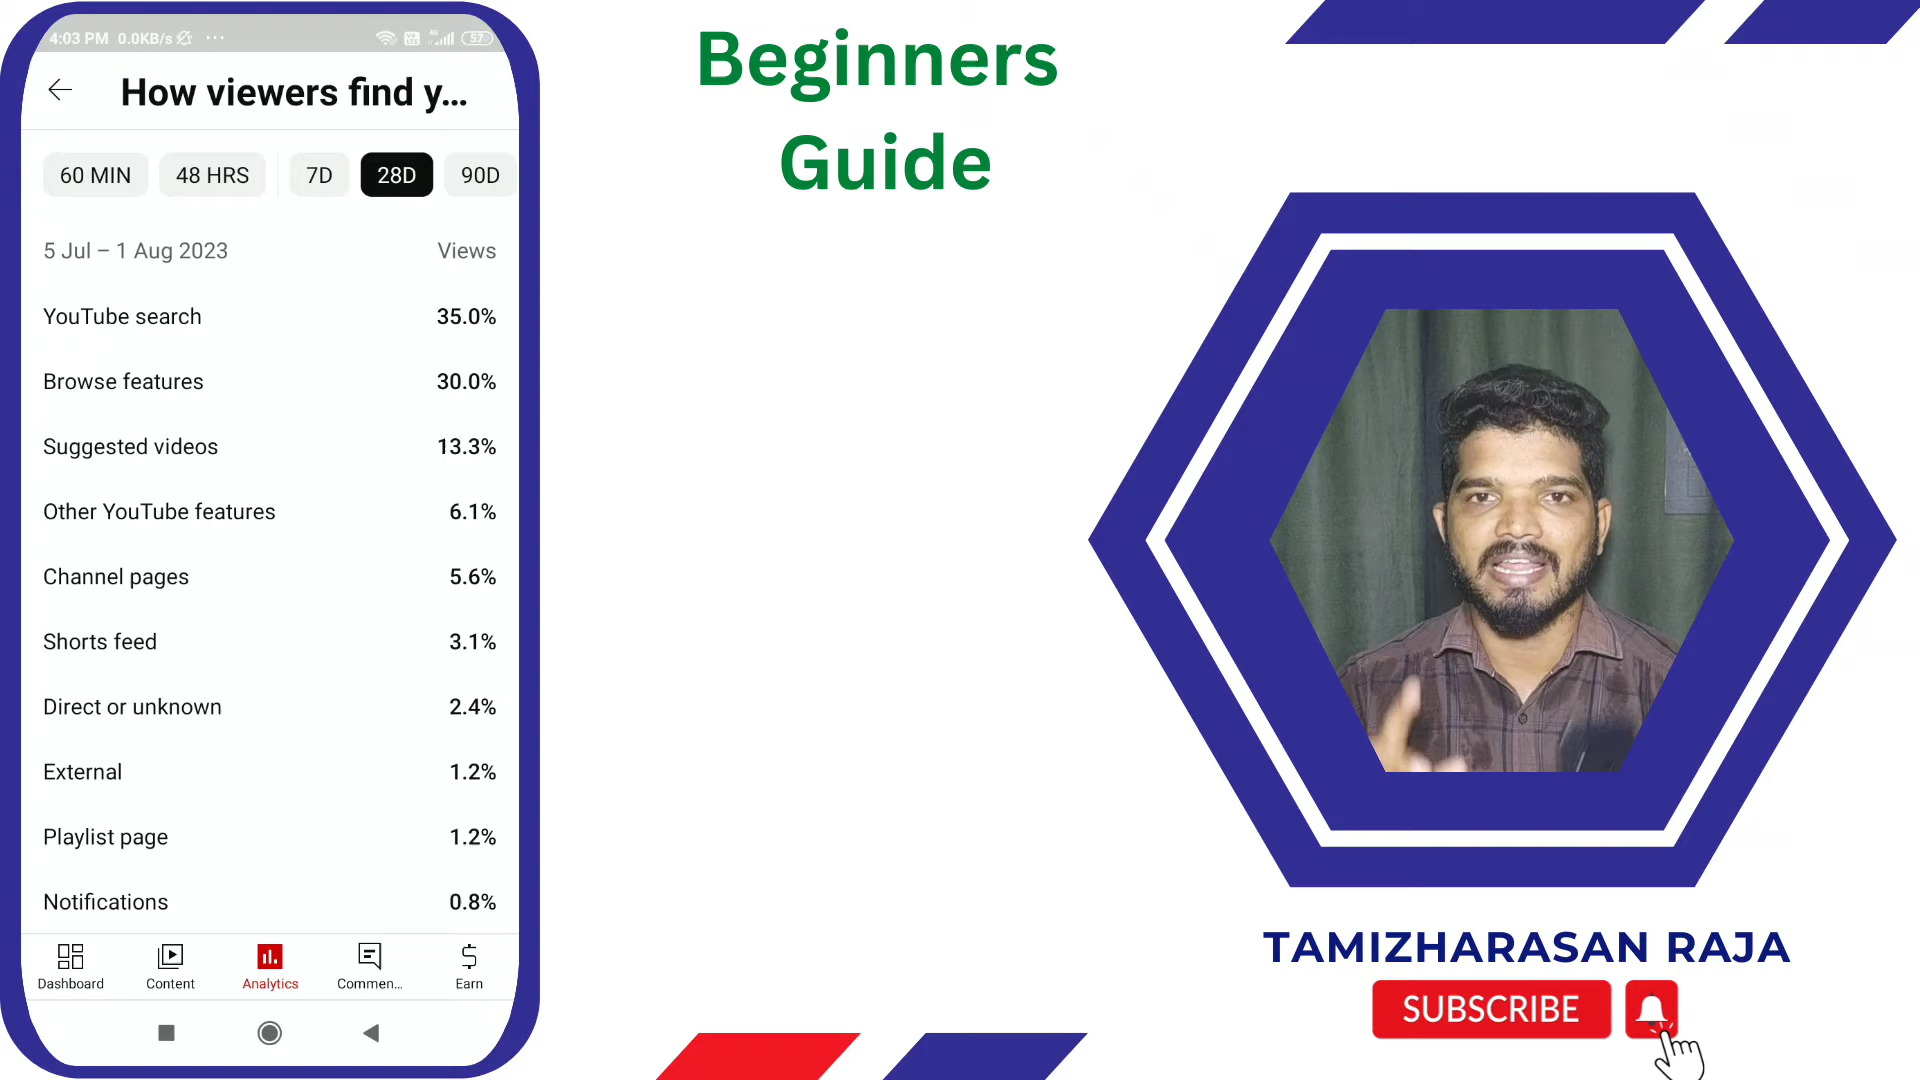 4:03 PM 0.0KB/s ... 57
How viewers find y...
60 MIN 48 HRS 7D 28D 90D
5 Jul – 1 Aug 2023 Views
YouTube search 35.0%
Browse features 30.0%
Suggested videos 13.3%
Other YouTube features 6.1%
Channel pages 5.6%
Shorts feed 3.1%
Direct or unknown 2.4%
External 1.2%
Playlist page 1.2%
Notifications 0.8%
Dashboard Content Analytics Commen... Earn
Beginners
Guide
TAMIZHARASAN RAJA
SUBSCRIBE